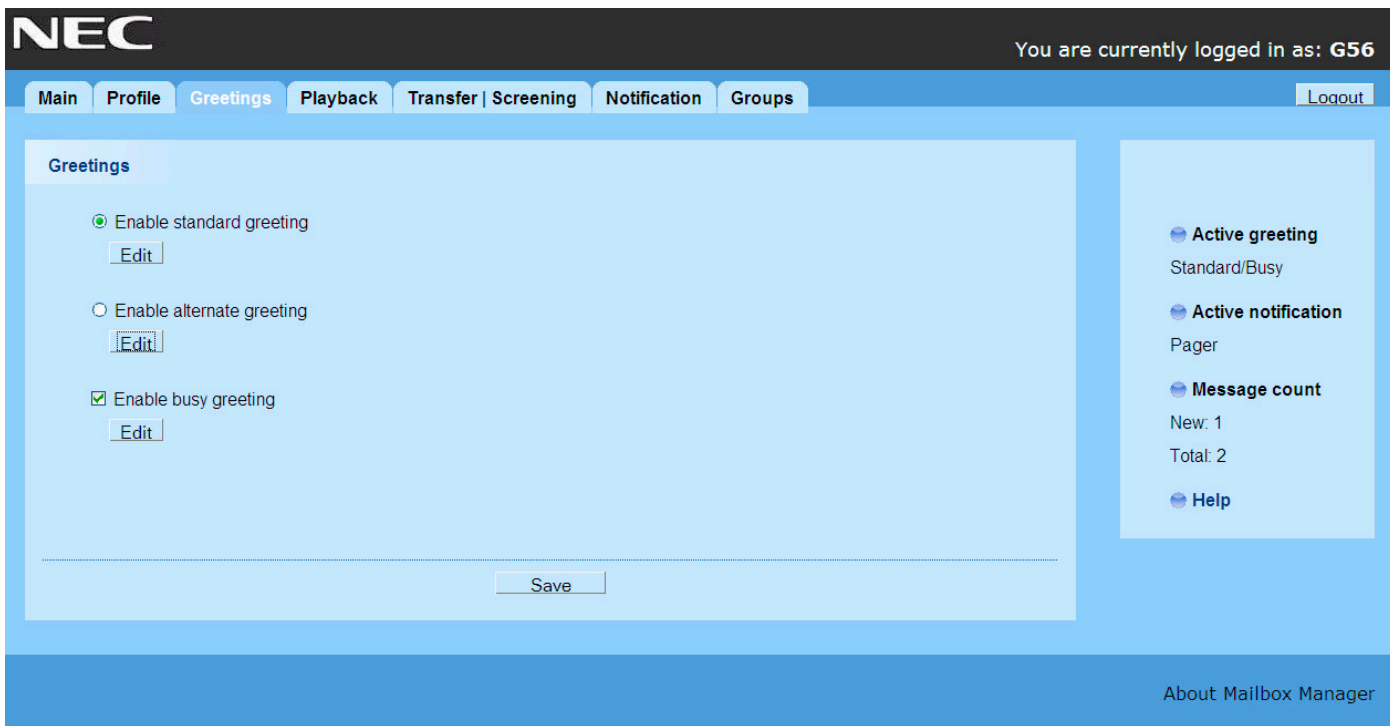 NEC
You are currently logged in as: G56
Main Profile Greetings Playback Transfer | Screening Notification Groups Logout
Greetings
Enable standard greeting
Edit
Enable alternate greeting
Edit
Enable busy greeting
Edit
Save
Active greeting
Standard/Busy
Active notification
Pager
Message count
New: 1
Total: 2
Help
About Mailbox Manager